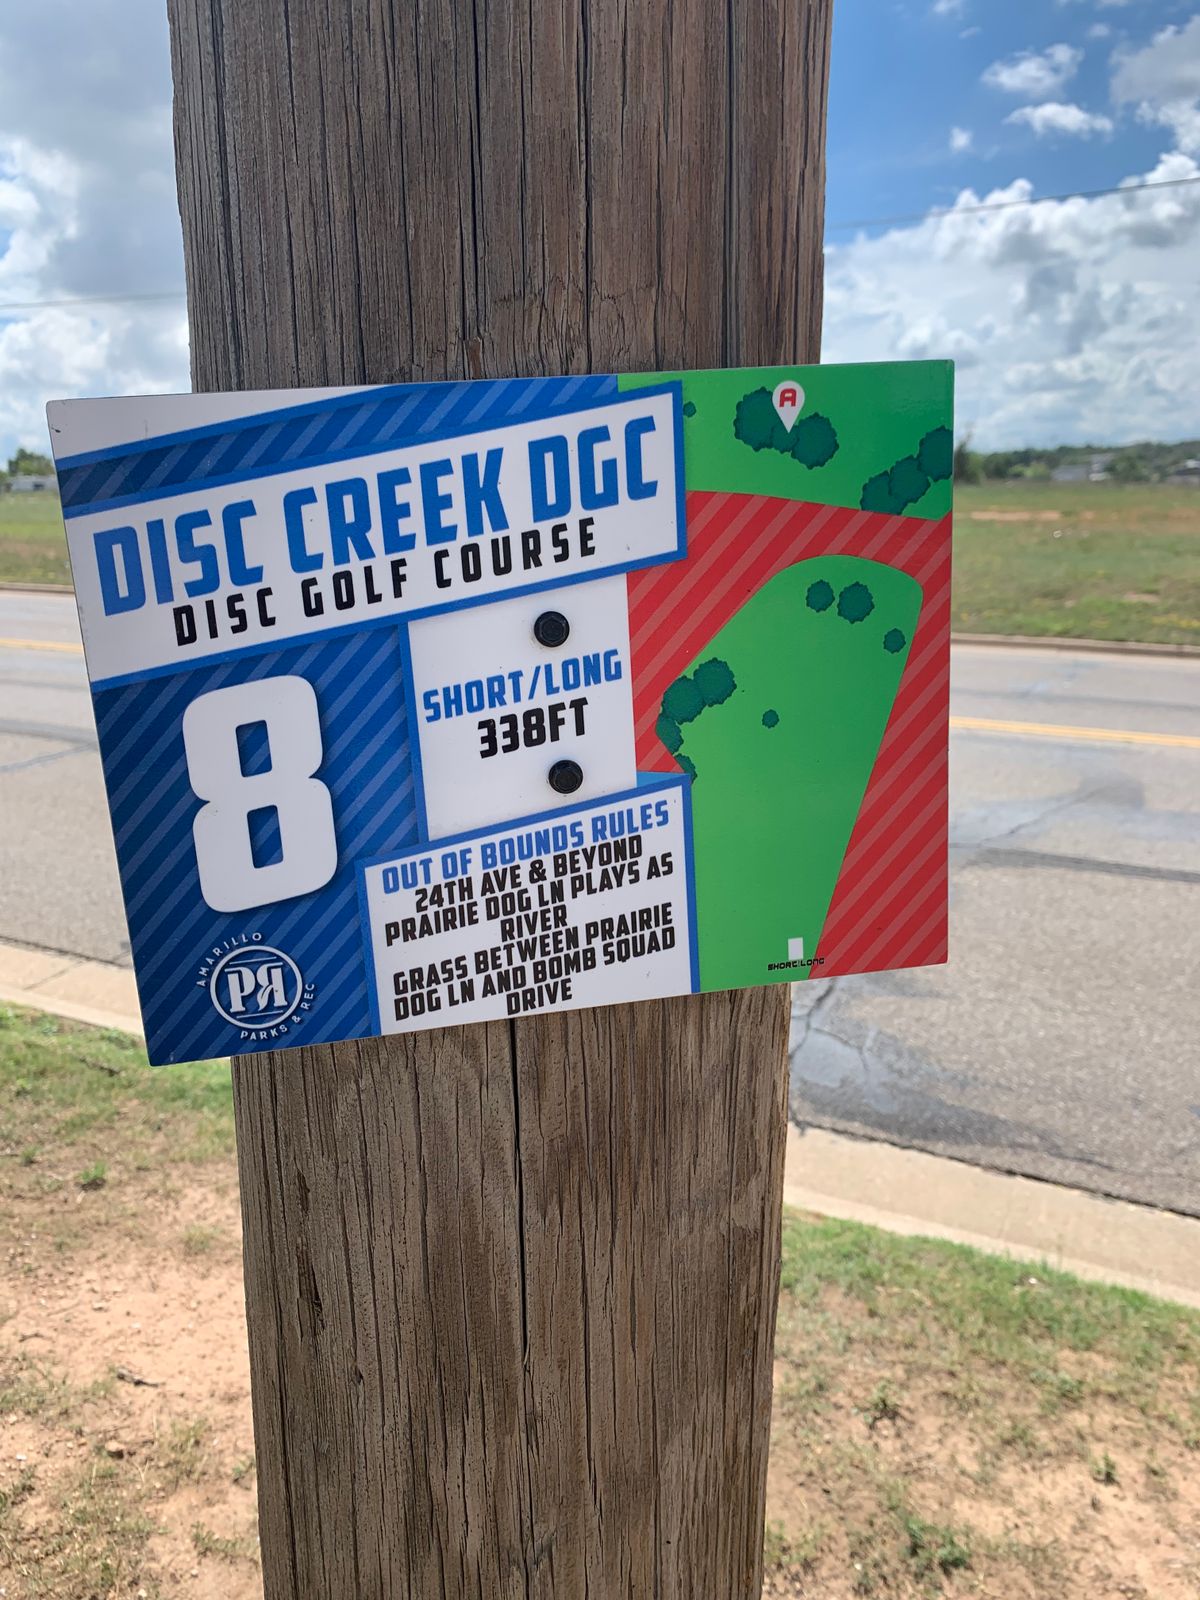 DISC CREEK DGC
DISC GOLF COURSE
8
SHORT/LONG
338FT
OUT OF BOUNDS RULES
24TH AVE & BEYOND
PRAIRIE DOG LN PLAYS AS
RIVER
GRASS BETWEEN PRAIRIE
DOG LN AND BOMB SQUAD
DRIVE
AMARILLO
PR
PARKS & REC
A
SHORT/LONG